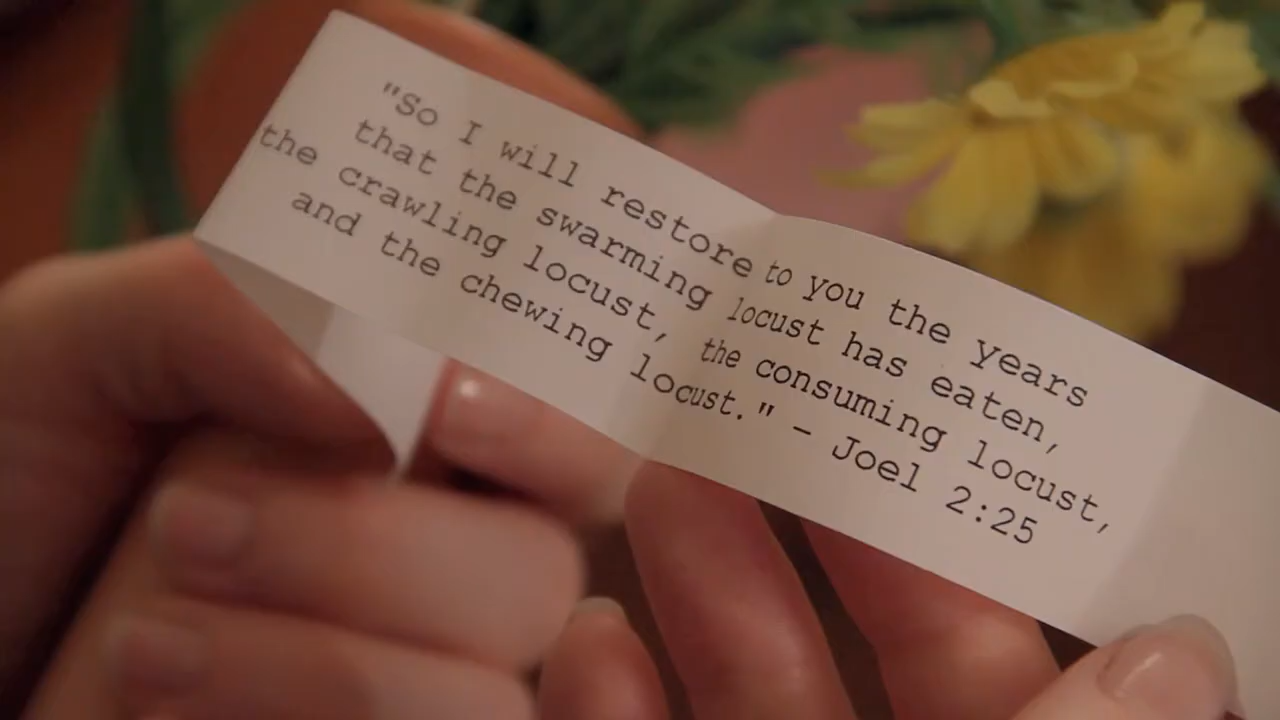 "So I will restore to you the years
that the swarming locust has eaten,
the crawling locust, the consuming locust,
and the chewing locust." - Joel 2:25